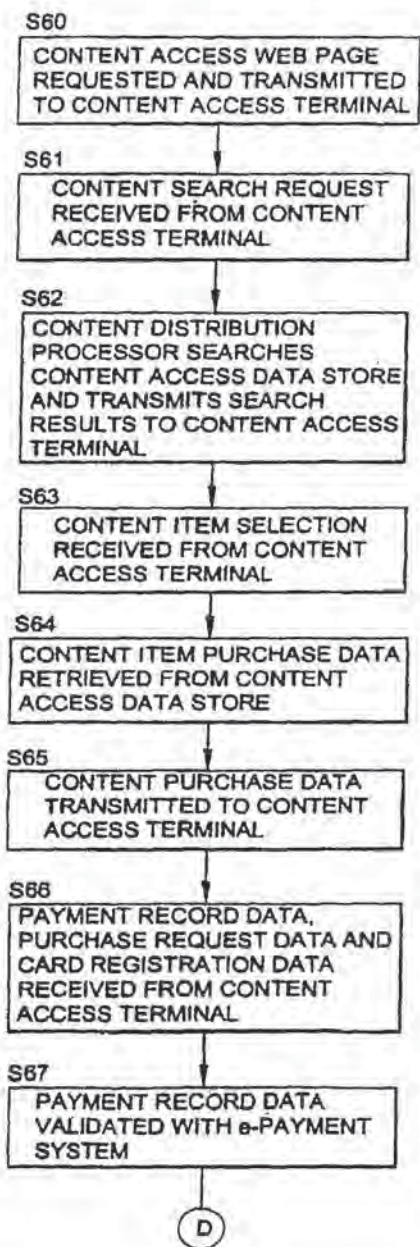 S60
CONTENT ACCESS WEB PAGE
REQUESTED AND TRANSMITTED
TO CONTENT ACCESS TERMINAL
S61
CONTENT SEARCH REQUEST
RECEIVED FROM CONTENT
ACCESS TERMINAL
S62
CONTENT DISTRIBUTION
PROCESSOR SEARCHES
CONTENT ACCESS DATA STORE
AND TRANSMITS SEARCH
RESULTS TO CONTENT ACCESS
TERMINAL
S63
CONTENT ITEM SELECTION
RECEIVED FROM CONTENT
ACCESS TERMINAL
S64
CONTENT ITEM PURCHASE DATA
RETRIEVED FROM CONTENT
ACCESS DATA STORE
S65
CONTENT PURCHASE DATA
TRANSMITTED TO CONTENT
ACCESS TERMINAL
S66
PAYMENT RECORD DATA,
PURCHASE REQUEST DATA AND
CARD REGISTRATION DATA
RECEIVED FROM CONTENT
ACCESS TERMINAL
S67
PAYMENT RECORD DATA
VALIDATED WITH e-PAYMENT
SYSTEM
D